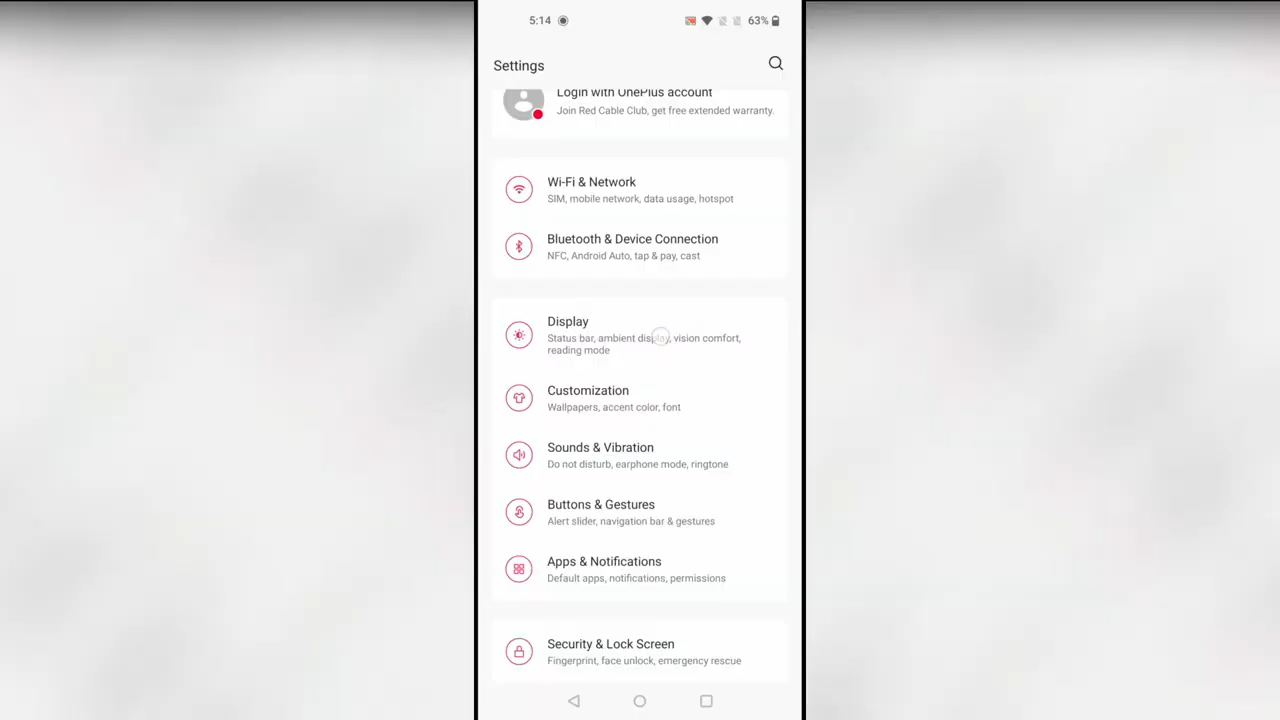 5:14
63%
Settings
Login with OnePlus account
Join Red Cable Club, get free extended warranty.
Wi-Fi & Network
SIM, mobile network, data usage, hotspot
Bluetooth & Device Connection
NFC, Android Auto, tap & pay, cast
Display
Status bar, ambient display, vision comfort,
reading mode
Customization
Wallpapers, accent color, font
Sounds & Vibration
Do not disturb, earphone mode, ringtone
Buttons & Gestures
Alert slider, navigation bar & gestures
Apps & Notifications
Default apps, notifications, permissions
Security & Lock Screen
Fingerprint, face unlock, emergency rescue